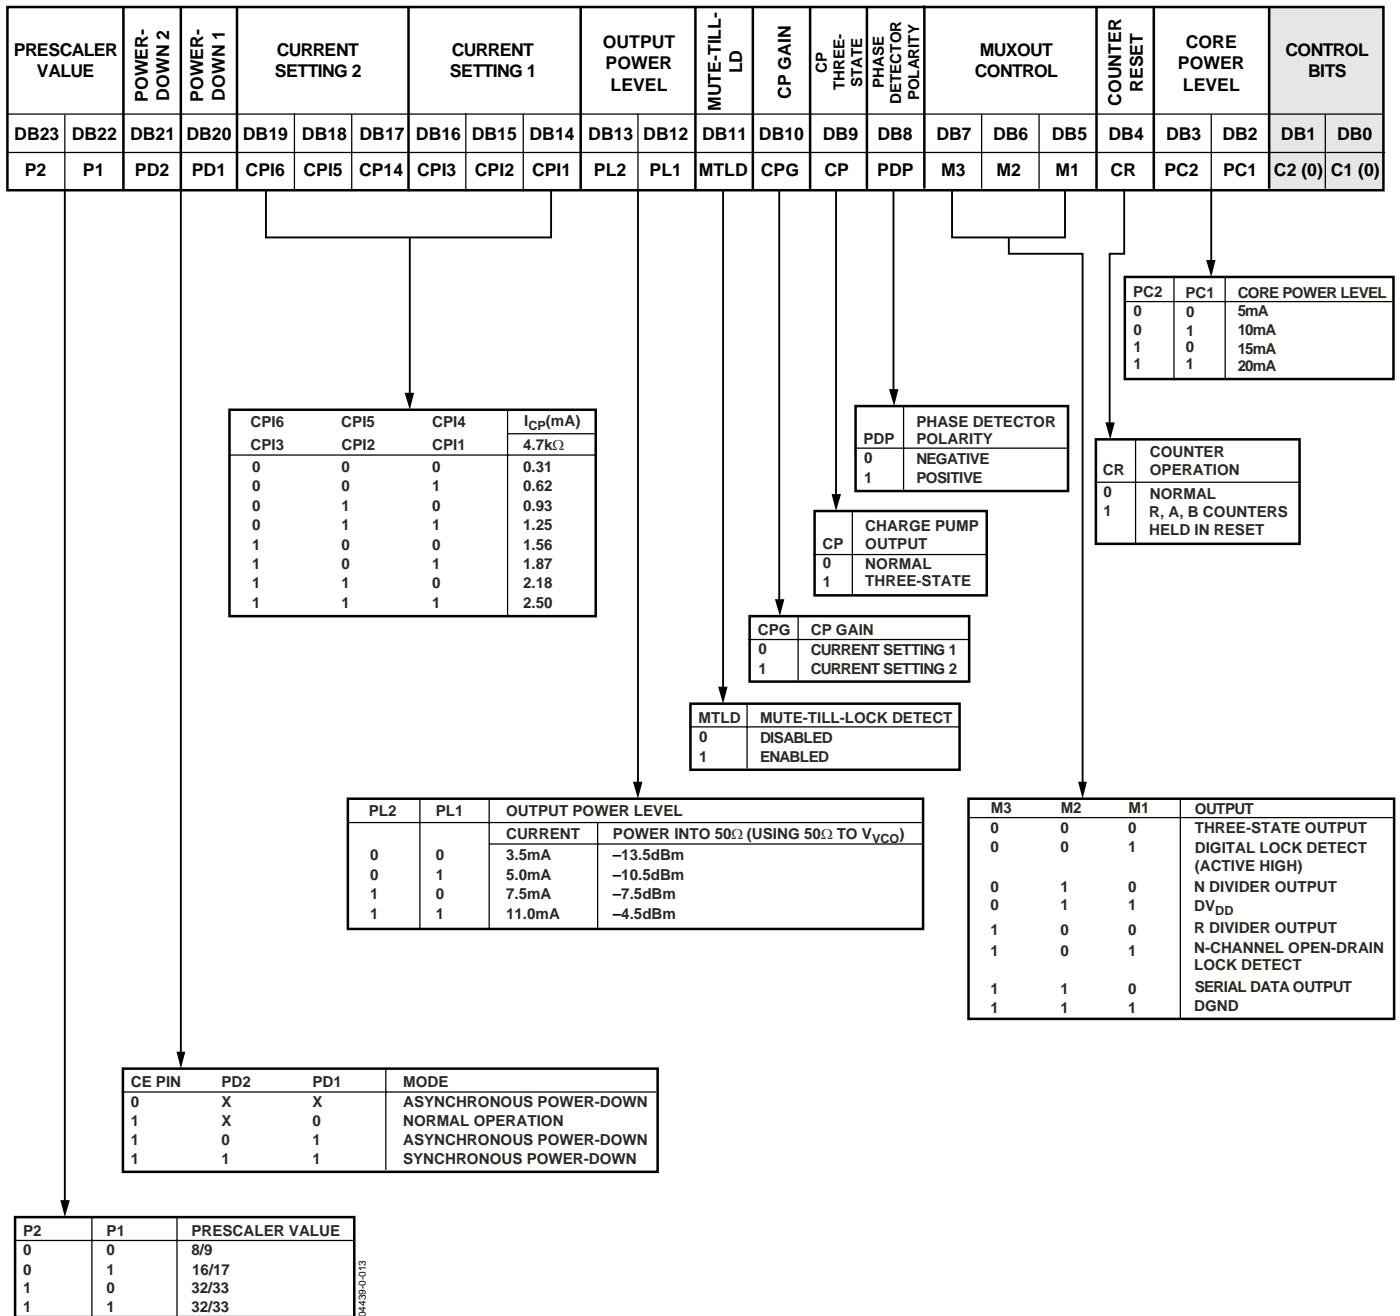 PRESCALER VALUE
POWER-DOWN 2
POWER-DOWN 1
CURRENT SETTING 2
CURRENT SETTING 1
OUTPUT POWER LEVEL
MUTE-TILL-LD
CP GAIN
CP THREE-STATE
PHASE DETECTOR POLARITY
MUXOUT CONTROL
COUNTER RESET
CORE POWER LEVEL
CONTROL BITS
DB23 DB22 DB21 DB20 DB19 DB18 DB17 DB16 DB15 DB14 DB13 DB12 DB11 DB10 DB9 DB8 DB7 DB6 DB5 DB4 DB3 DB2 DB1 DB0
P2 P1 PD2 PD1 CPI6 CPI5 CP14 CPI3 CPI2 CPI1 PL2 PL1 MTLD CPG CP PDP M3 M2 M1 CR PC2 PC1 C2 (0) C1 (0)
PC2 PC1 CORE POWER LEVEL
0 0 5mA
0 1 10mA
1 0 15mA
1 1 20mA
CPI6 CPI5 CPI4 ICP(mA)
CPI3 CPI2 CPI1 4.7kΩ
0 0 0 0.31
0 0 1 0.62
0 1 0 0.93
0 1 1 1.25
1 0 0 1.56
1 0 1 1.87
1 1 0 2.18
1 1 1 2.50
PHASE DETECTOR
PDP POLARITY
0 NEGATIVE
1 POSITIVE
COUNTER
CR OPERATION
0 NORMAL
1 R, A, B COUNTERS
HELD IN RESET
CHARGE PUMP
CP OUTPUT
0 NORMAL
1 THREE-STATE
CPG CP GAIN
0 CURRENT SETTING 1
1 CURRENT SETTING 2
MTLD MUTE-TILL-LOCK DETECT
0 DISABLED
1 ENABLED
PL2 PL1 OUTPUT POWER LEVEL
CURRENT POWER INTO 50Ω (USING 50Ω TO VVCO)
0 0 3.5mA –13.5dBm
0 1 5.0mA –10.5dBm
1 0 7.5mA –7.5dBm
1 1 11.0mA –4.5dBm
M3 M2 M1 OUTPUT
0 0 0 THREE-STATE OUTPUT
0 0 1 DIGITAL LOCK DETECT
(ACTIVE HIGH)
0 1 0 N DIVIDER OUTPUT
0 1 1 DVDD
1 0 0 R DIVIDER OUTPUT
1 0 1 N-CHANNEL OPEN-DRAIN
LOCK DETECT
1 1 0 SERIAL DATA OUTPUT
1 1 1 DGND
CE PIN PD2 PD1 MODE
0 X X ASYNCHRONOUS POWER-DOWN
1 X 0 NORMAL OPERATION
1 0 1 ASYNCHRONOUS POWER-DOWN
1 1 1 SYNCHRONOUS POWER-DOWN
P2 P1 PRESCALER VALUE
0 0 8/9
0 1 16/17
1 0 32/33
1 1 32/33
04439-0-013